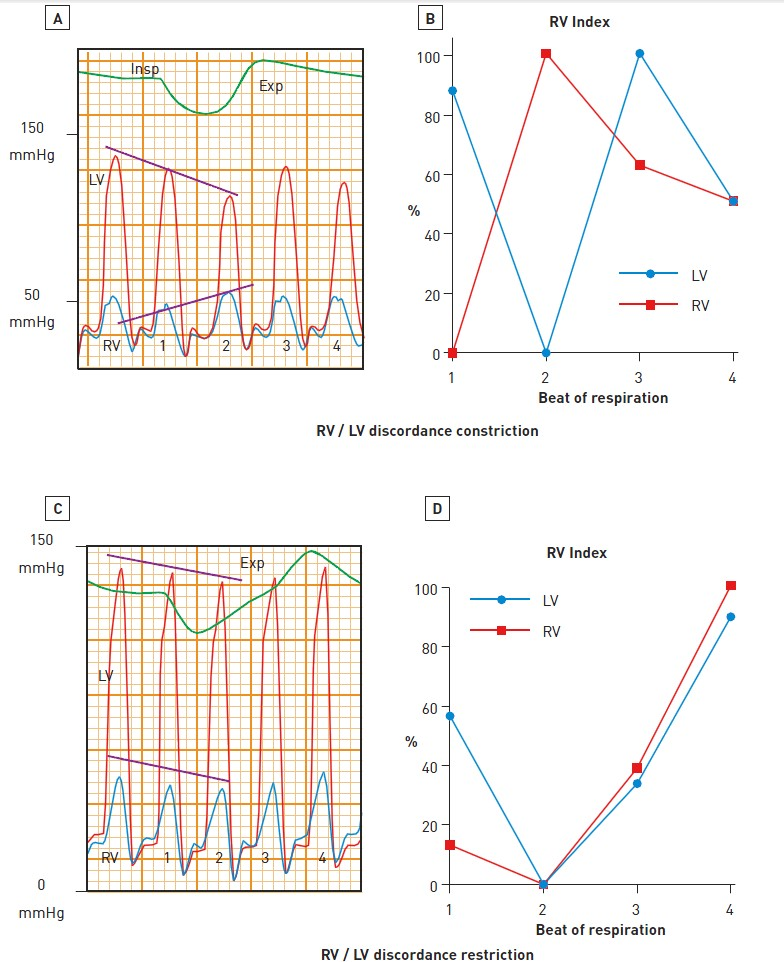 A
B
RV Index
Insp
Exp
150
mmHg
LV
50
mmHg
RV 1 2 3 4
100
80
60
%
40
20
0
LV
RV
1 2 3 4
Beat of respiration
RV / LV discordance constriction
C
D
150
mmHg
Exp
LV
RV 1 2 3 4
0
mmHg
RV Index
LV
RV
100
80
60
%
40
20
0
1 2 3 4
Beat of respiration
RV / LV discordance restriction